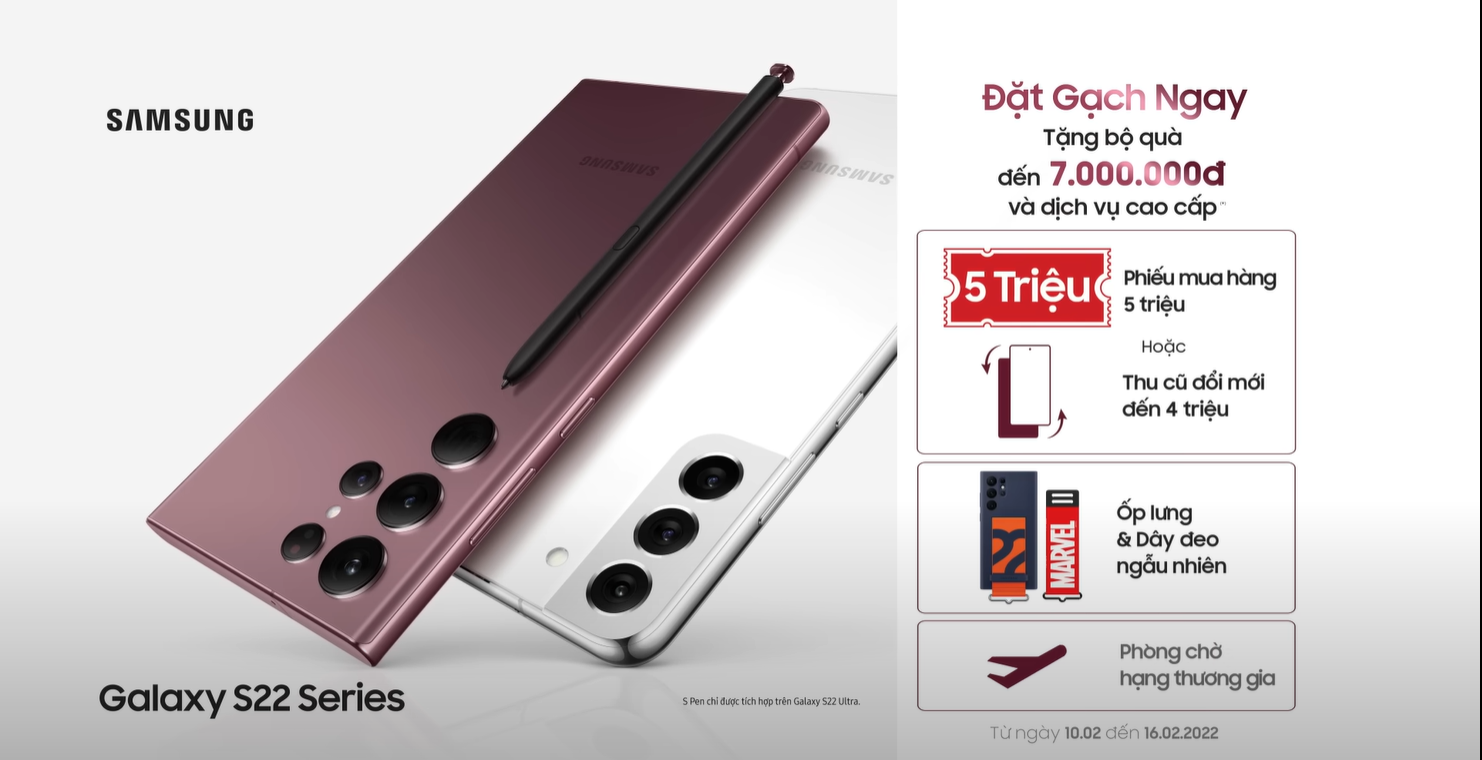 SAMSUNG
SAMSUNG
SAMSUNG
Galaxy S22 Series
S Pen chỉ được tích hợp trên Galaxy S22 Ultra.
Đặt Gạch Ngay
Tặng bộ quà
đến 7.000.000đ
và dịch vụ cao cấp(*)
5 Triệu
Phiếu mua hàng
5 triệu
Hoặc
Thu cũ đổi mới
đến 4 triệu
22
MARVEL
Ốp lưng
& Dây đeo
ngẫu nhiên
Phòng chờ
hạng thương gia
Từ ngày 10.02 đến 16.02.2022